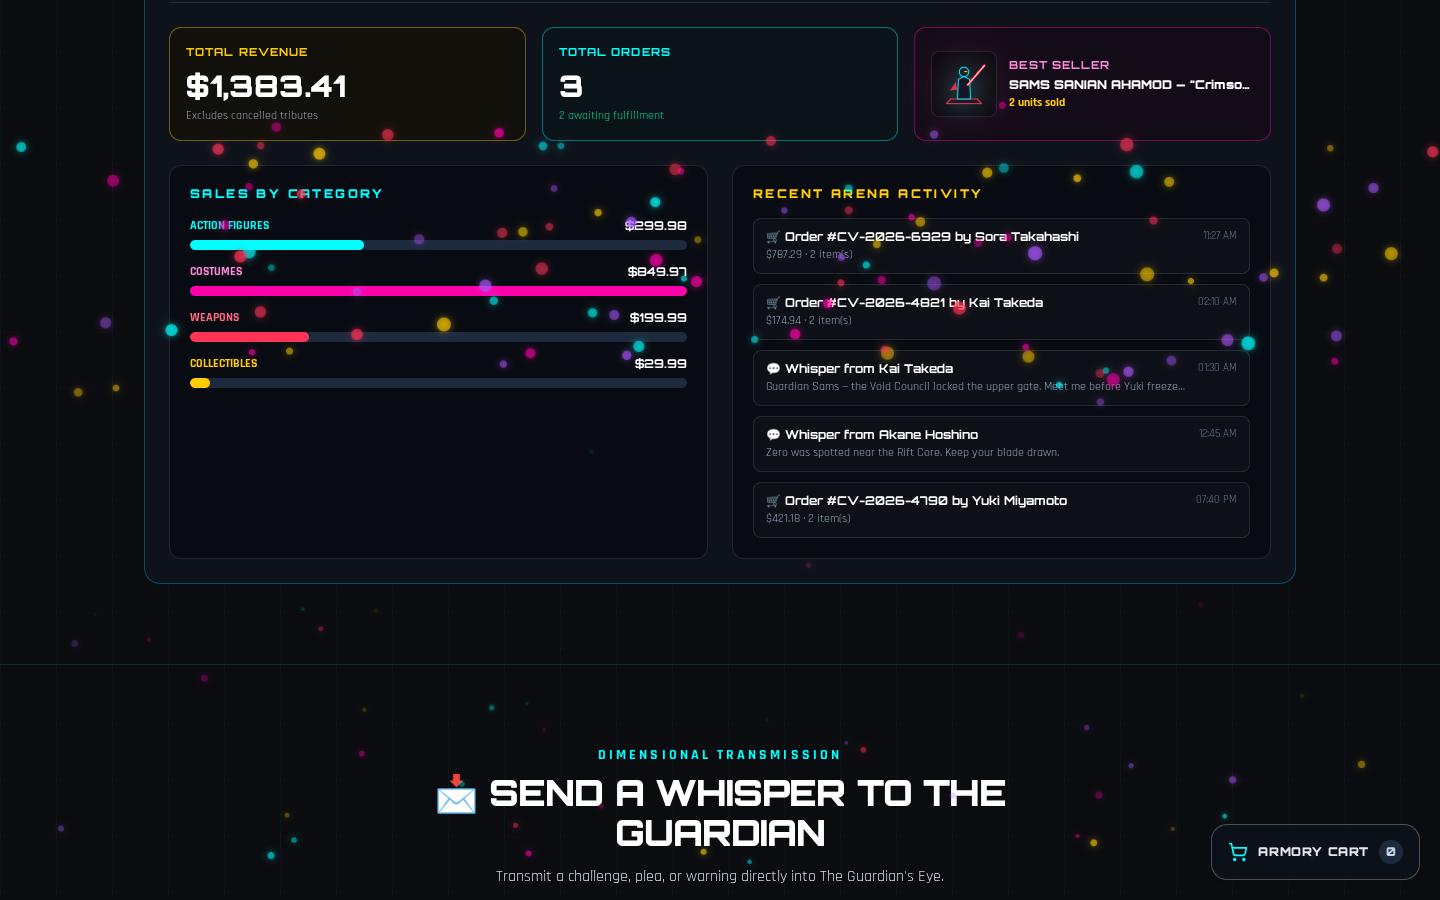 TOTAL REVENUE
$1,383.41
Excludes cancelled tributes
TOTAL ORDERS
3
2 awaiting fulfillment
BEST SELLER
SAMS SANIAN AHAMOD — "Crimso...
2 units sold
SALES BY CATEGORY
ACTION FIGURES
$299.98
COSTUMES
$849.97
WEAPONS
$199.99
COLLECTIBLES
$29.99
RECENT ARENA ACTIVITY
🛒 Order #CV-2026-6929 by Sora Takahashi
11:27 AM
$787.29 · 2 item(s)
🛒 Order #CV-2026-4821 by Kai Takeda
02:10 AM
$174.94 · 2 item(s)
💬 Whisper from Kai Takeda
01:30 AM
Guardian Sams — the Void Council locked the upper gate. Meet me before Yuki freeze...
💬 Whisper from Akane Hoshino
12:45 AM
Zero was spotted near the Rift Core. Keep your blade drawn.
🛒 Order #CV-2026-4790 by Yuki Miyamoto
07:40 PM
$421.18 · 2 item(s)
DIMENSIONAL TRANSMISSION
📩 SEND A WHISPER TO THE
GUARDIAN
Transmit a challenge, plea, or warning directly into The Guardian's Eye.
ARMORY CART 0